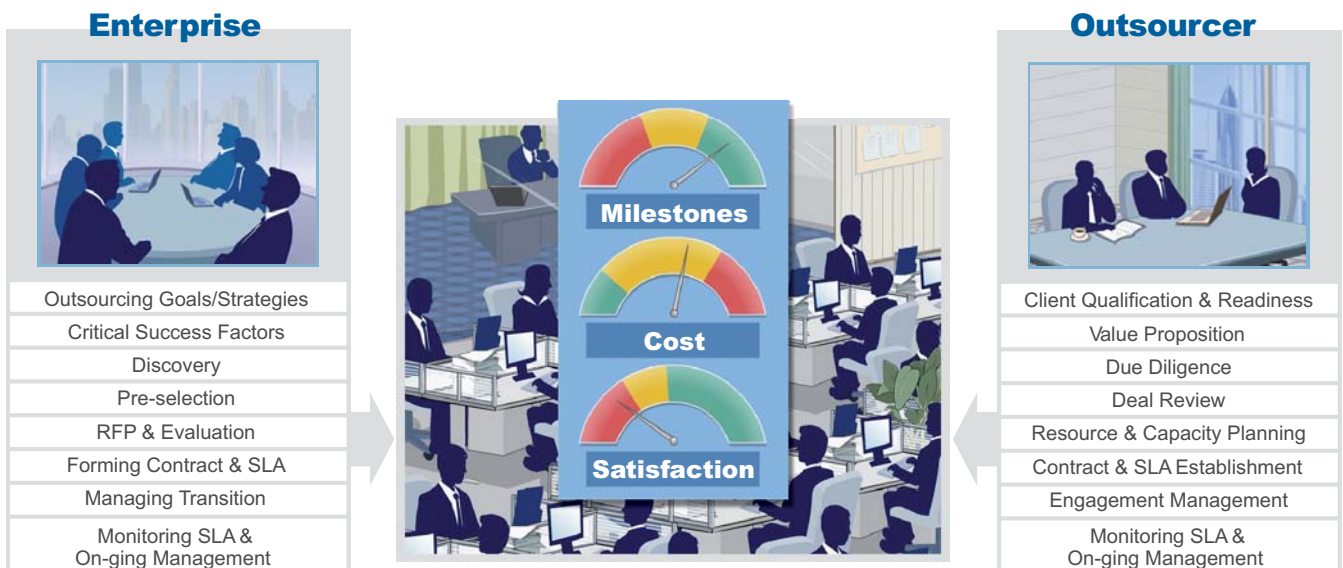 Enterprise
Outsourcing Goals/Strategies
Critical Success Factors
Discovery
Pre-selection
RFP & Evaluation
Forming Contract & SLA
Managing Transition
Monitoring SLA &
On-ging Management
Milestones
Cost
Satisfaction
Outsourcer
Client Qualification & Readiness
Value Proposition
Due Diligence
Deal Review
Resource & Capacity Planning
Contract & SLA Establishment
Engagement Management
Monitoring SLA &
On-ging Management